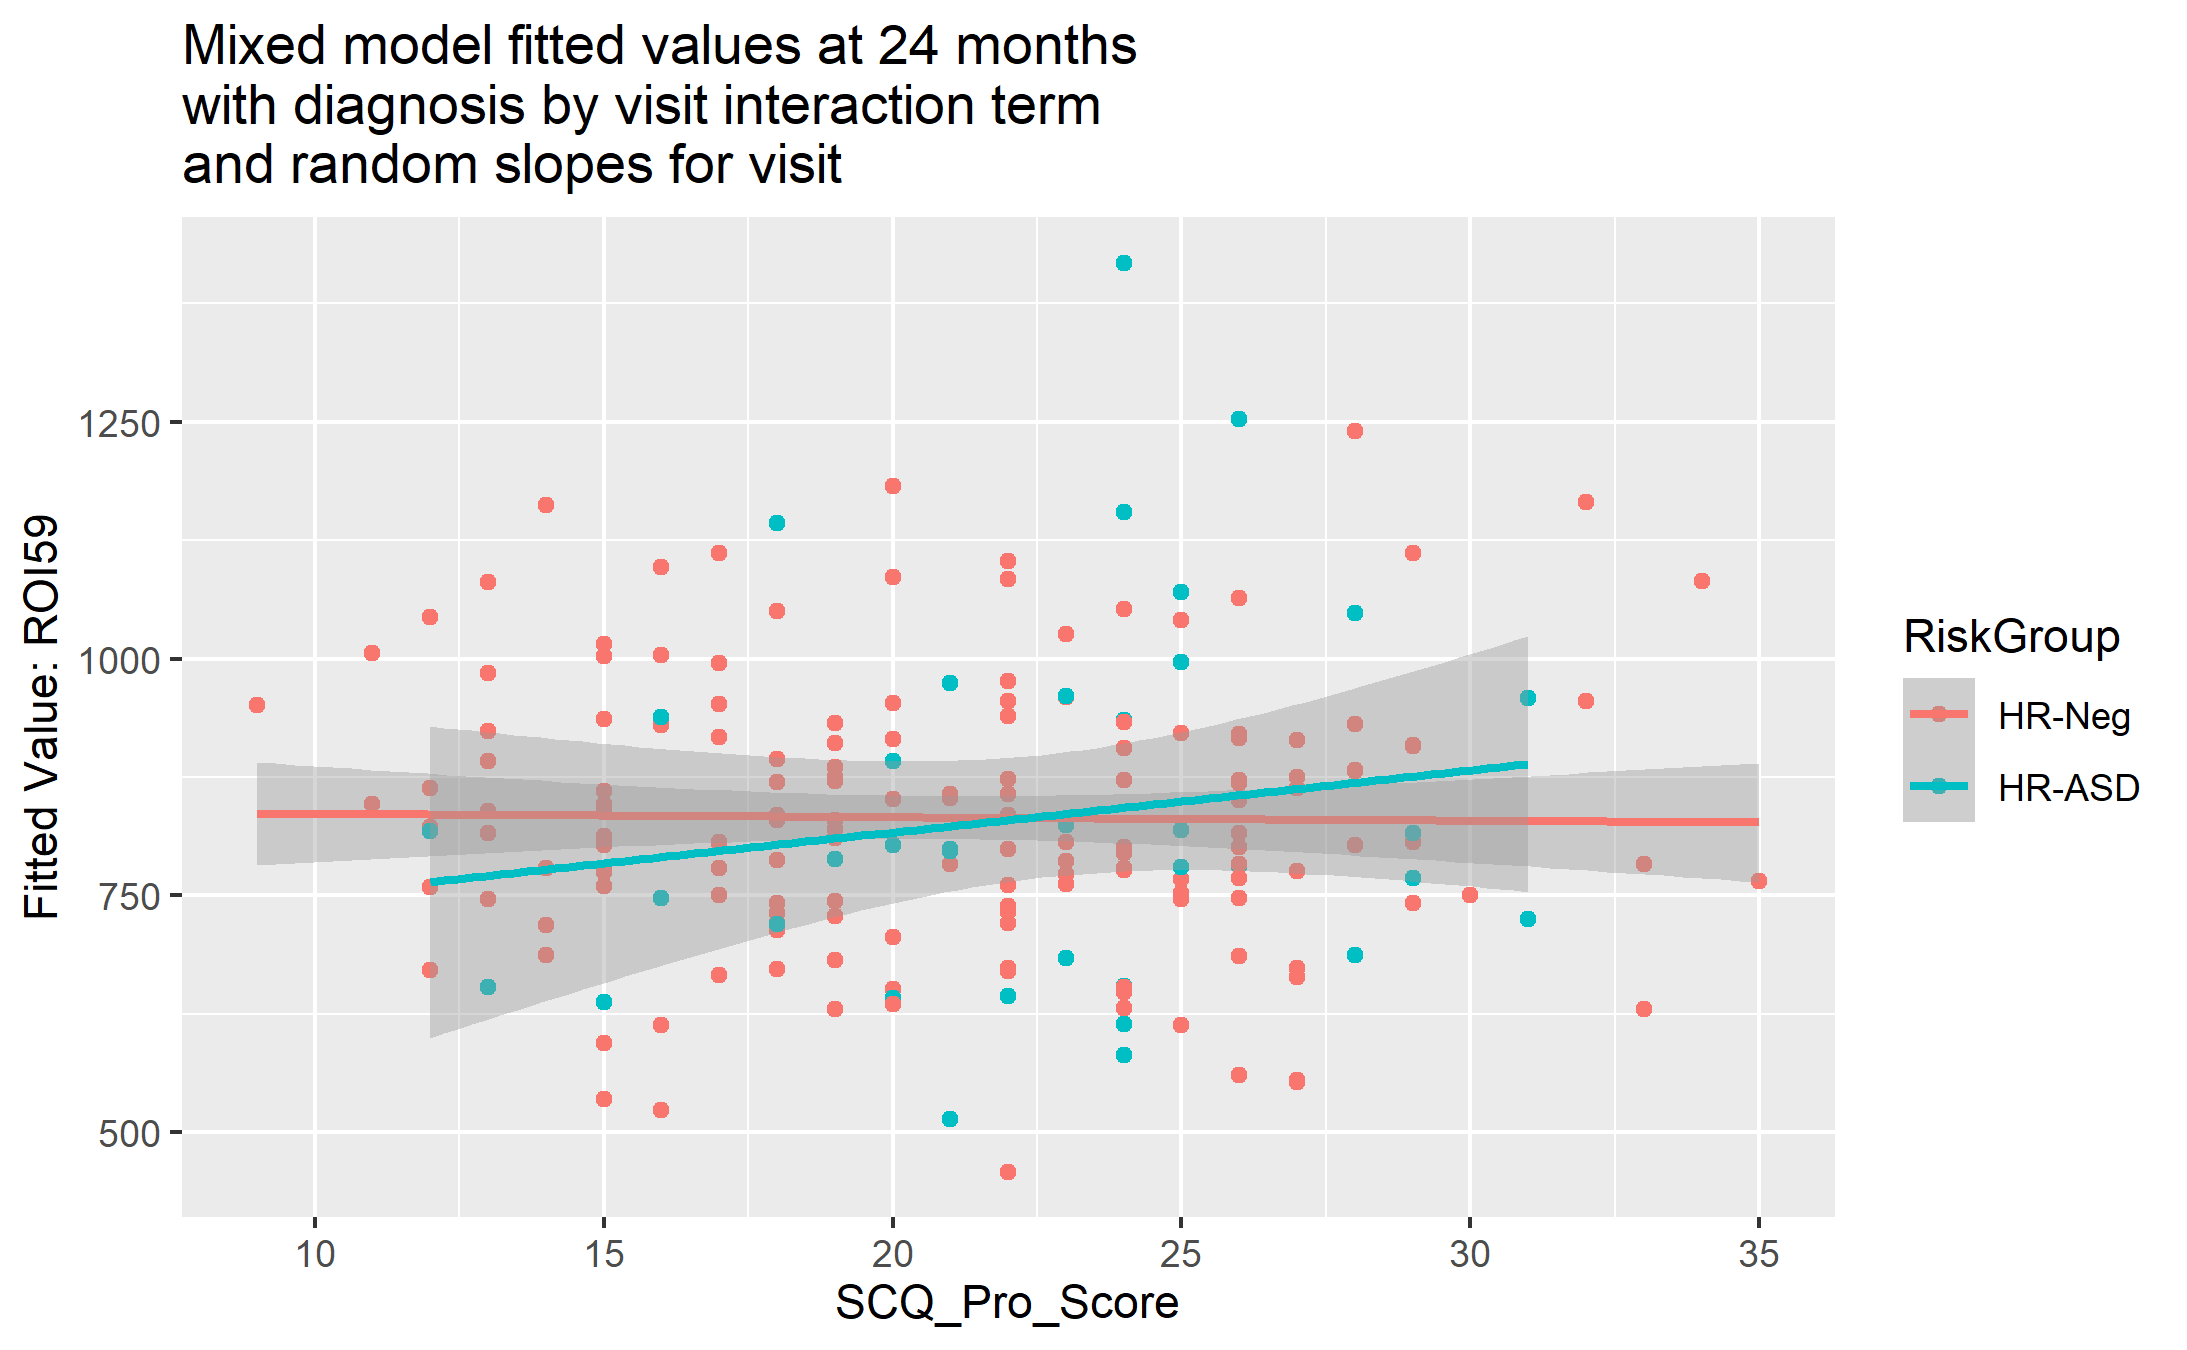 Mixed model fitted values at 24 months
with diagnosis by visit interaction term
and random slopes for visit
Fitted Value: ROI59
1250
1000
750
500
10 15 20 25 30 35
SCQ_Pro_Score
RiskGroup
HR-Neg
HR-ASD